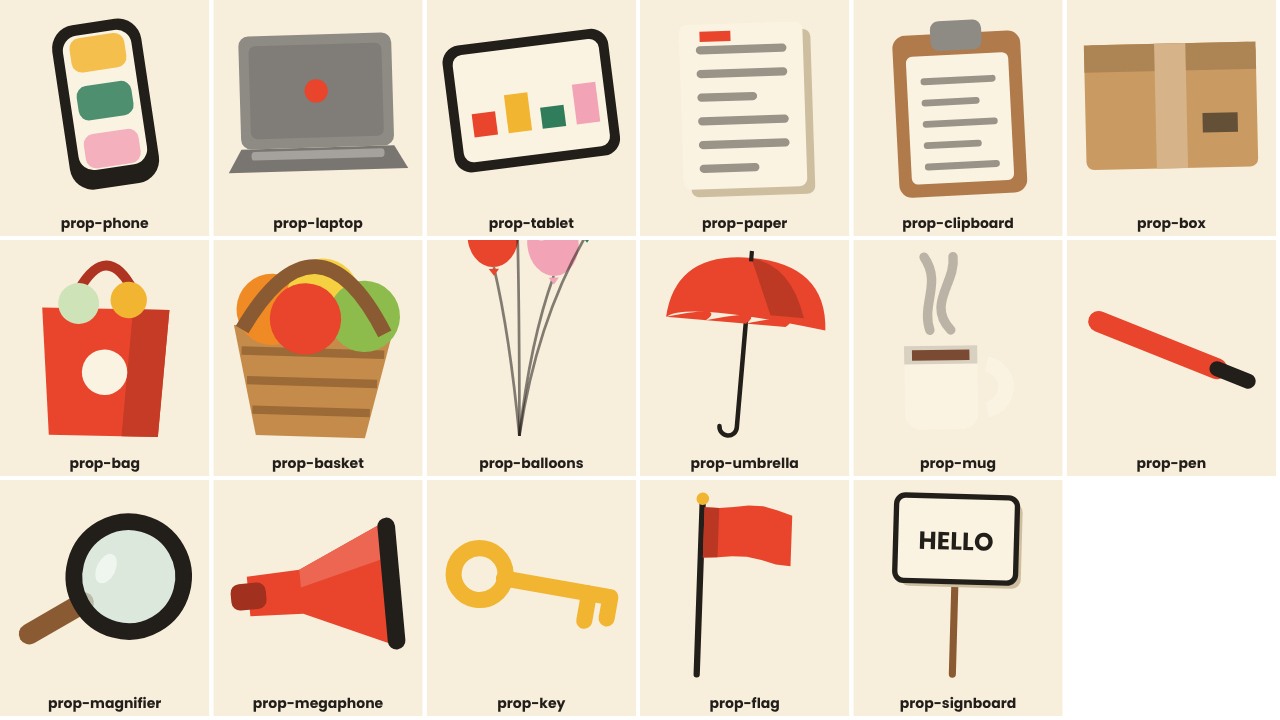 prop-phone
prop-laptop
prop-tablet
prop-paper
prop-clipboard
prop-box
prop-bag
prop-basket
prop-balloons
prop-umbrella
prop-mug
prop-pen
HELLO
prop-magnifier
prop-megaphone
prop-key
prop-flag
prop-signboard